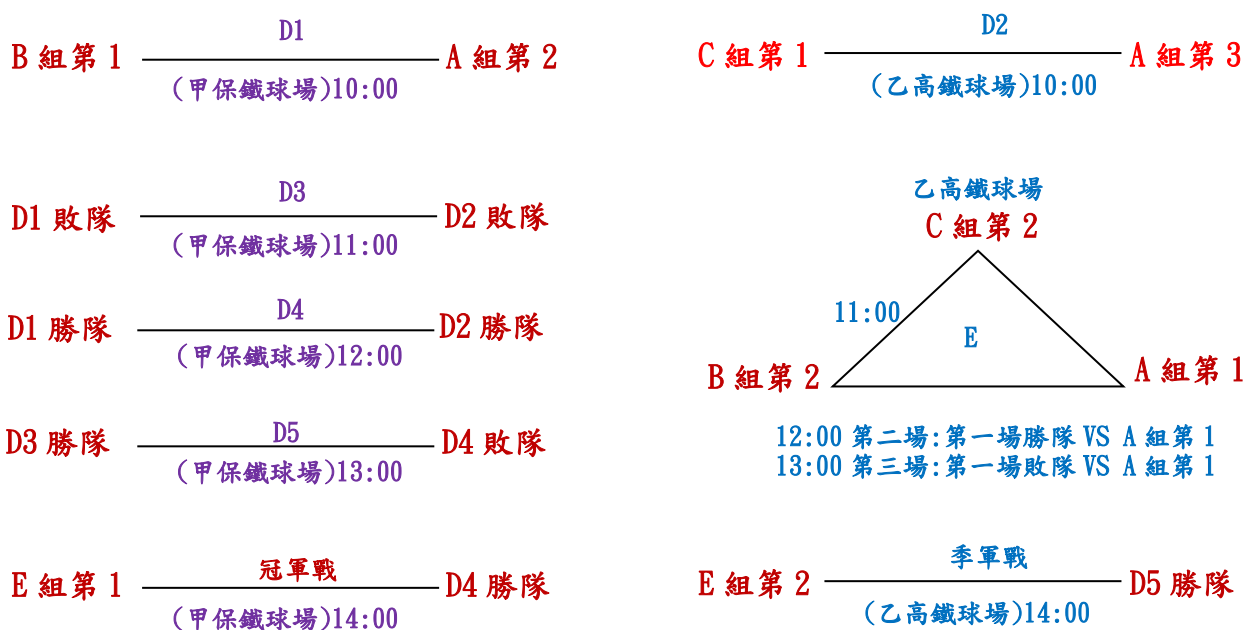 D1
B 組第 1 A 組第 2
(甲保鐵球場)10:00
D2
C 組第 1 A 組第 3
(乙高鐵球場)10:00
D3
D1 敗隊 D2 敗隊
(甲保鐵球場)11:00
D4
D1 勝隊 D2 勝隊
(甲保鐵球場)12:00
D5
D3 勝隊 D4 敗隊
(甲保鐵球場)13:00
乙高鐵球場
C 組第 2
11:00
E
B 組第 2 A 組第 1
12:00 第二場:第一場勝隊 VS A 組第 1
13:00 第三場:第一場敗隊 VS A 組第 1
冠軍戰
E 組第 1 D4 勝隊
(甲保鐵球場)14:00
季軍戰
E 組第 2 D5 勝隊
(乙高鐵球場)14:00